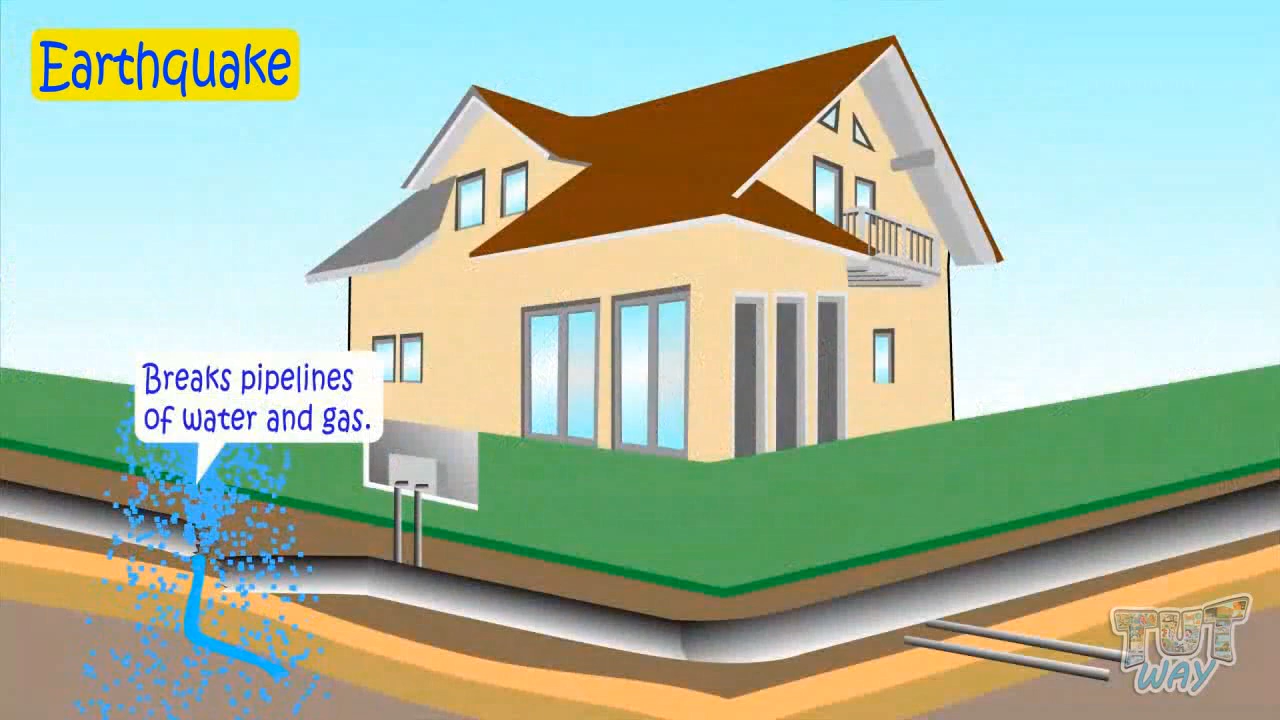 Earthquake
Breaks pipelines
of water and gas.
TUT
WAY